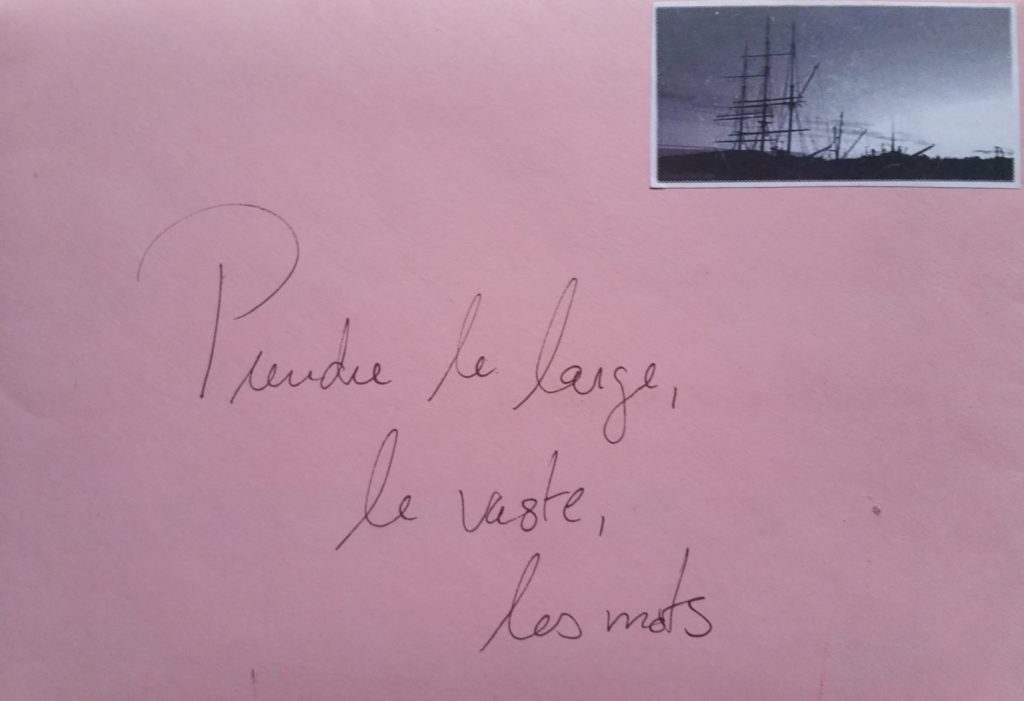 Prendre le large,
le vaste,
les mots